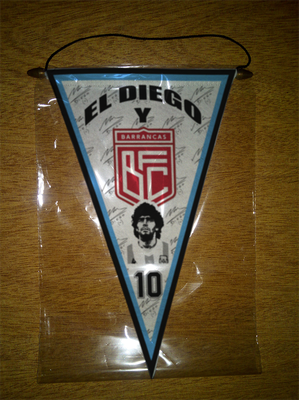 EL DIEGO
Y
BARRANCAS
BFC
10